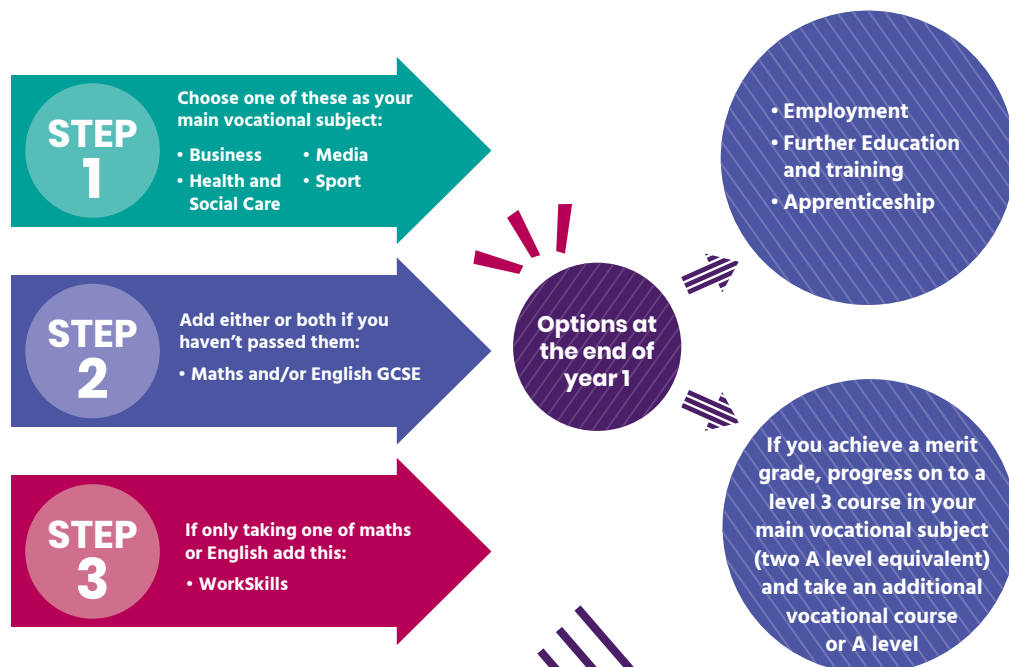 STEP
1
Choose one of these as your
main vocational subject:
• Business
• Health and
Social Care
• Media
• Sport
STEP
2
Add either or both if you
haven’t passed them:
• Maths and/or English GCSE
STEP
3
If only taking one of maths
or English add this:
• WorkSkills
Options at
the end of
year 1
• Employment
• Further Education
and training
• Apprenticeship
If you achieve a merit
grade, progress on to a
level 3 course in your
main vocational subject
(two A level equivalent)
and take an additional
vocational course
or A level